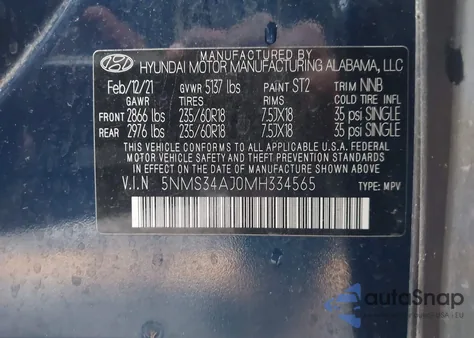 MANUFACTURED BY
HYUNDAI MOTOR MANUFACTURING ALABAMA, LLC
Feb/12/21 GVWR 5137 lbs PAINT ST2 TRIM NNB
GAWR TIRES RIMS COLD TIRE INFL
FRONT 2866 lbs 235/60R18 7.5JX18 35 psi SINGLE
REAR 2976 lbs 235/60R18 7.5JX18 35 psi SINGLE
THIS VEHICLE CONFORMS TO ALL APPLICABLE U.S.A. FEDERAL
MOTOR VEHICLE SAFETY, BUMPER, AND THEFT PREVENTION
STANDARDS IN EFFECT ON THE DATE OF MANUFACTURE SHOWN ABOVE.
V.I.N : 5NMS34AJ0MH334565 TYPE: MPV
autoSnap